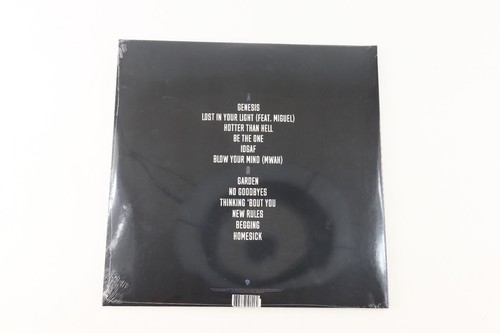 A
GENESIS
LOST IN YOUR LIGHT (FEAT. MIGUEL)
HOTTER THAN HELL
BE THE ONE
IDGAF
BLOW YOUR MIND (MWAH)
B
GARDEN
NO GOODBYES
THINKING 'BOUT YOU
NEW RULES
BEGGING
HOMESICK